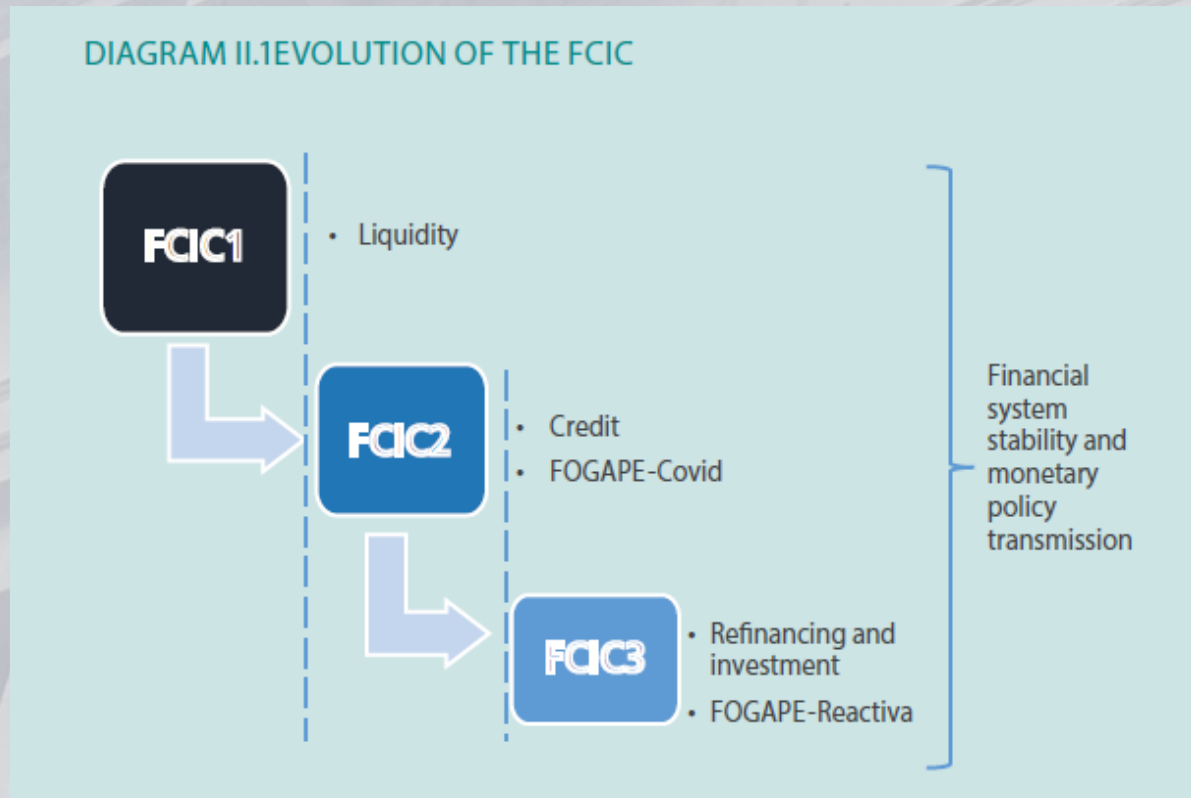 DIAGRAM II.1EVOLUTION OF THE FCIC
FCIC1
• Liquidity
FCIC2
• Credit
• FOGAPE-Covid
FCIC3
• Refinancing and
investment
• FOGAPE-Reactiva
Financial
system
stability and
monetary
policy
transmission